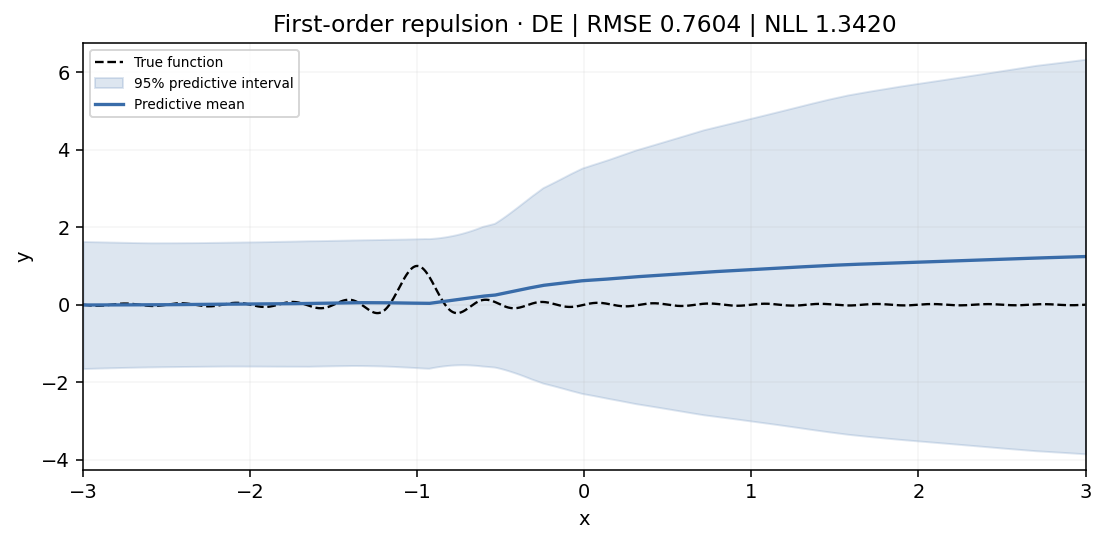 First-order repulsion · DE | RMSE 0.7604 | NLL 1.3420
True function
95% predictive interval
Predictive mean
y
6
4
2
0
−2
−4
−3
−2
−1
0
1
2
3
x